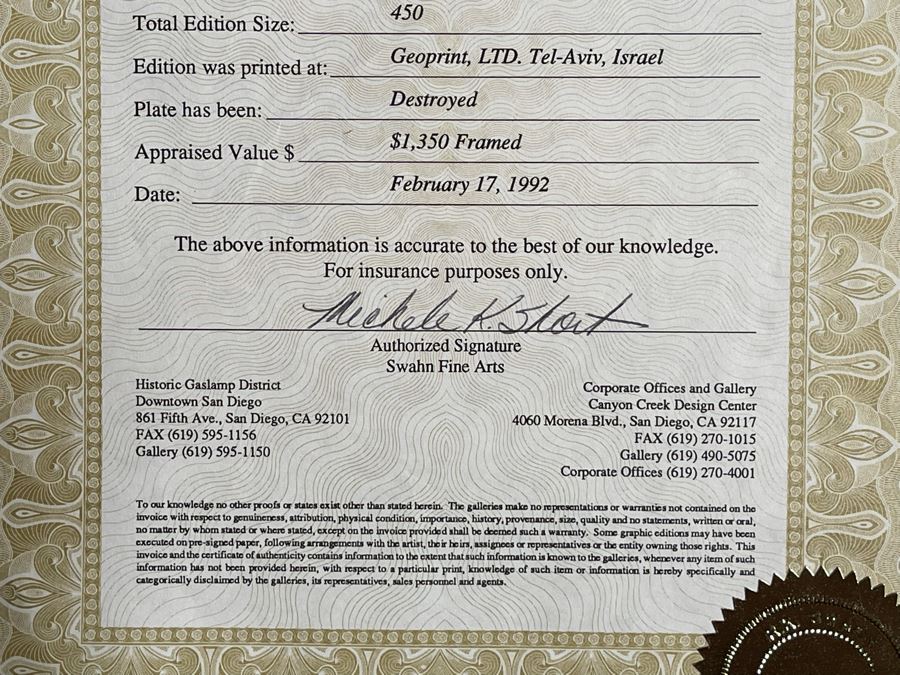 Total Edition Size: 450
Edition was printed at: Geoprint, LTD. Tel-Aviv, Israel
Plate has been: Destroyed
Appraised Value $ $1,350 Framed
Date: February 17, 1992
The above information is accurate to the best of our knowledge.
For insurance purposes only.
Michele K. Short
Authorized Signature
Swahn Fine Arts
Historic Gaslamp District
Downtown San Diego
861 Fifth Ave., San Diego, CA 92101
FAX (619) 595-1156
Gallery (619) 595-1150
Corporate Offices and Gallery
Canyon Creek Design Center
4060 Morena Blvd., San Diego, CA 92117
FAX (619) 270-1015
Gallery (619) 490-5075
Corporate Offices (619) 270-4001
To our knowledge no other proofs or states exist other than stated herein. The galleries make no representations or warranties not contained on the
invoice with respect to genuineness, attribution, physical condition, importance, history, provenance, size, quality and no statements, written or oral,
no matter by whom stated or where stated, except on the invoice provided shall be deemed such a warranty. Some graphic editions may have been
executed on pre-signed paper, following arrangements with the artist, their heirs, assignees or representatives or the entity owning those rights. This
invoice and the certificate of authenticity contains information to the extent that such information is known to the galleries, whenever any item of such
information has not been provided herein, with respect to a particular print, knowledge of such item or information is hereby specifically and
categorically disclaimed by the galleries, its representatives, sales personnel and agents.